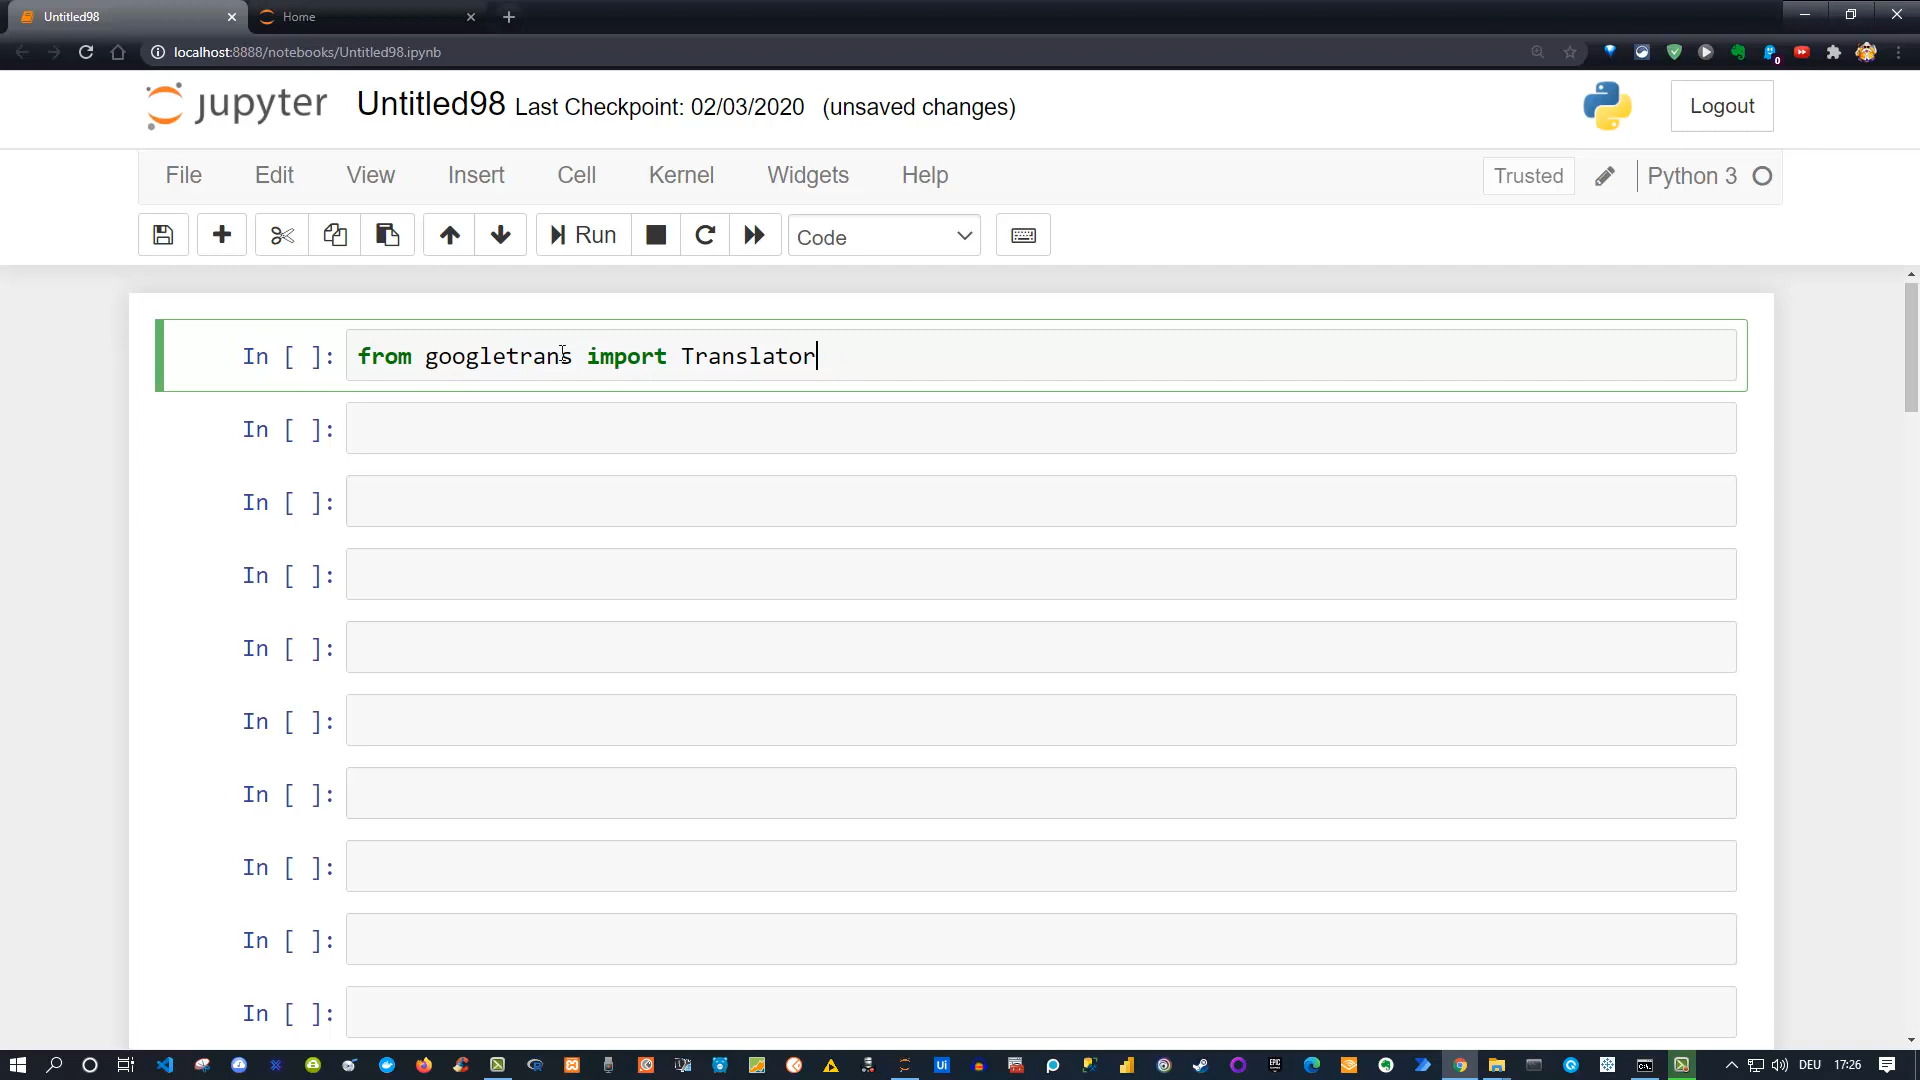 Untitled98
Home
localhost:8888/notebooks/Untitled98.ipynb
jupyter Untitled98 Last Checkpoint: 02/03/2020 (unsaved changes)
Logout
File Edit View Insert Cell Kernel Widgets Help
Trusted
Python 3
Run
Code
In [ ]: from googletrans import Translator
In [ ]:
In [ ]:
In [ ]:
In [ ]:
In [ ]:
In [ ]:
In [ ]:
In [ ]:
In [ ]:
DEU 17:26